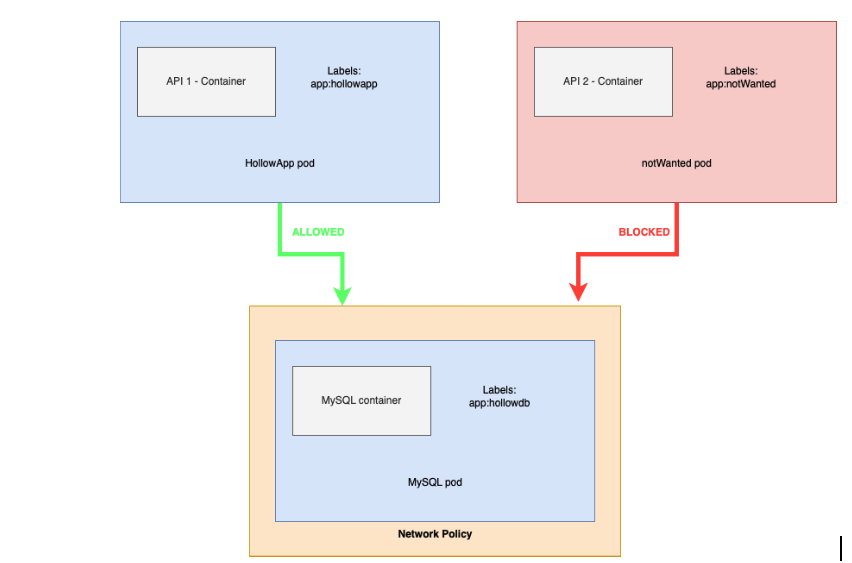 API 1 - Container
Labels:
app:hollowapp
HollowApp pod
API 2 - Container
Labels:
app:notWanted
notWanted pod
ALLOWED
BLOCKED
MySQL container
Labels:
app:hollowdb
MySQL pod
Network Policy